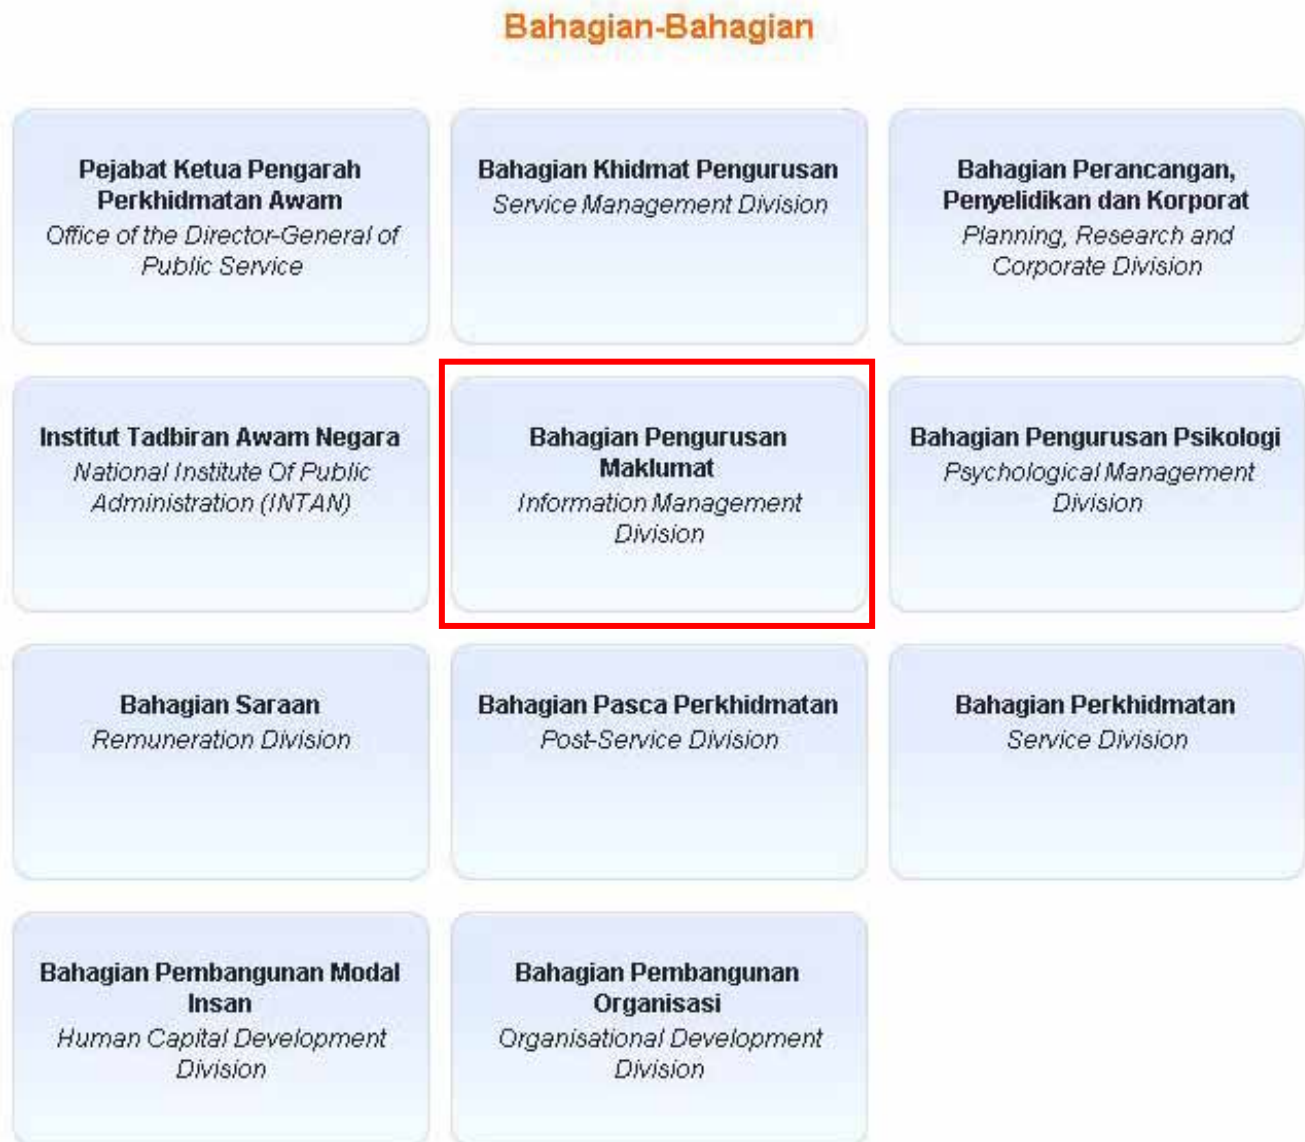 Bahagian-Bahagian
Pejabat Ketua Pengarah
Perkhidmatan Awam
Office of the Director-General of
Public Service
Bahagian Khidmat Pengurusan
Service Management Division
Bahagian Perancangan,
Penyelidikan dan Korporat
Planning, Research and
Corporate Division
Institut Tadbiran Awam Negara
National Institute Of Public
Administration (INTAN)
Bahagian Pengurusan
Maklumat
Information Management
Division
Bahagian Pengurusan Psikologi
Psychological Management
Division
Bahagian Saraan
Remuneration Division
Bahagian Pasca Perkhidmatan
Post-Service Division
Bahagian Perkhidmatan
Service Division
Bahagian Pembangunan Modal
Insan
Human Capital Development
Division
Bahagian Pembangunan
Organisasi
Organisational Development
Division